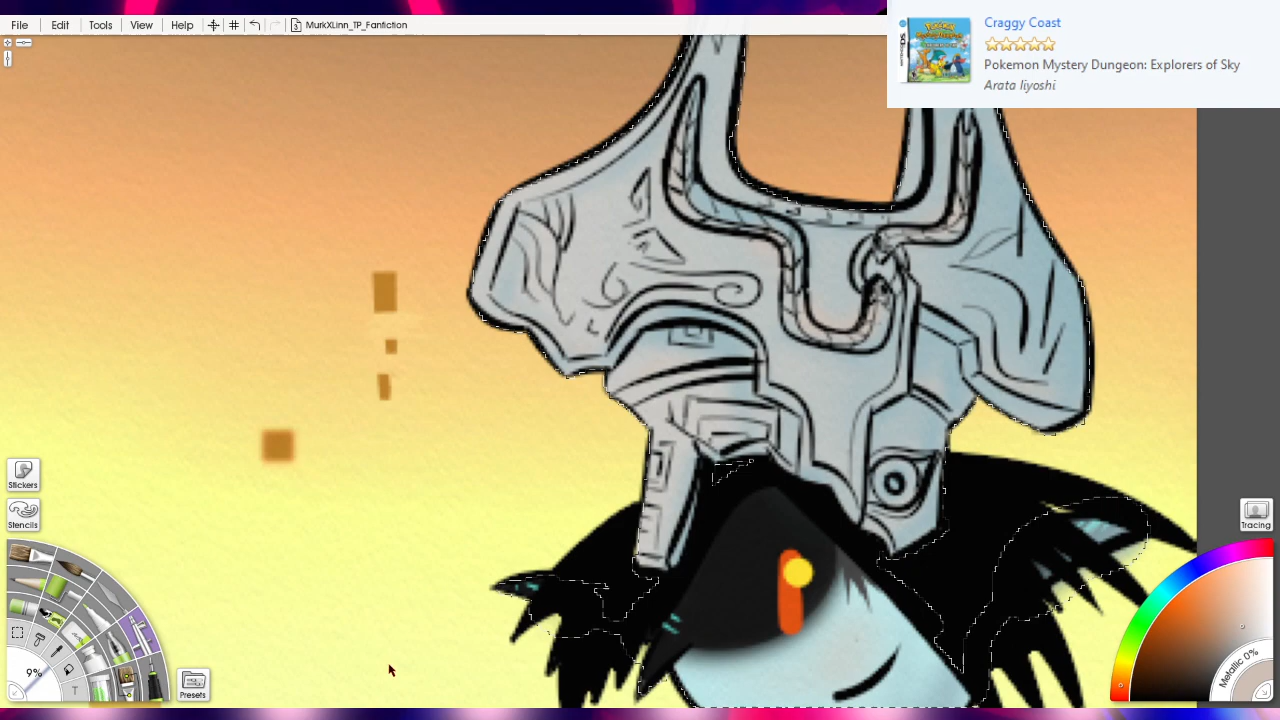 File Edit Tools View Help MurkXLinn_TP_Fanfiction
Craggy Coast
Pokemon Mystery Dungeon: Explorers of Sky
Arata Iiyoshi
Stickers
Stencils
Tracing
9%
T
Presets
Metallic 0%